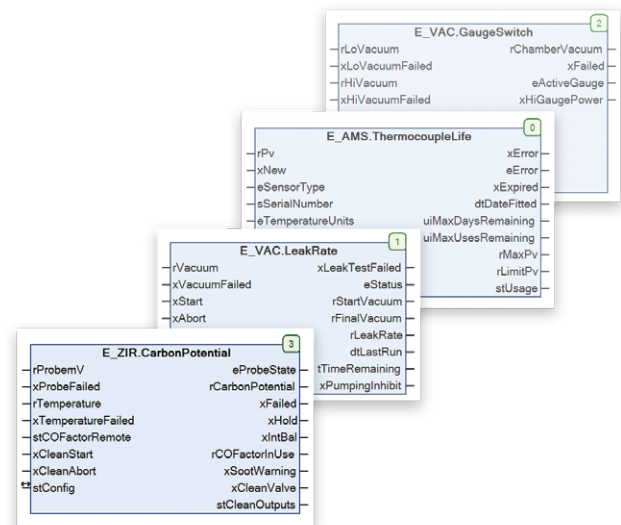 2
E_VAC.GaugeSwitch
rLoVacuum rChamberVacuum
xLoVacuumFailed xFailed
rHiVacuum eActiveGauge
xHiVacuumFailed xHiGaugePower
0
E_AMS.ThermocoupleLife
rPv xError
xNew eError
eSensorType xExpired
sSerialNumber dtDateFitted
eTemperatureUnits uiMaxDaysRemaining
uiMaxUsesRemaining
rMaxPv
rLimitPv
stUsage
1
E_VAC.LeakRate
rVacuum xLeakTestFailed
xVacuumFailed eStatus
xStart rStartVacuum
xAbort rFinalVacuum
rLeakRate
dtLastRun
tTimeRemaining
xPumpingInhibit
3
E_ZIR.CarbonPotential
rProbemV eProbeState
xProbeFailed rCarbonPotential
rTemperature xFailed
xTemperatureFailed xHold
stCOFactorRemote xIntBal
xCleanStart rCOFactorInUse
xCleanAbort xSootWarning
stConfig xCleanValve
stCleanOutputs